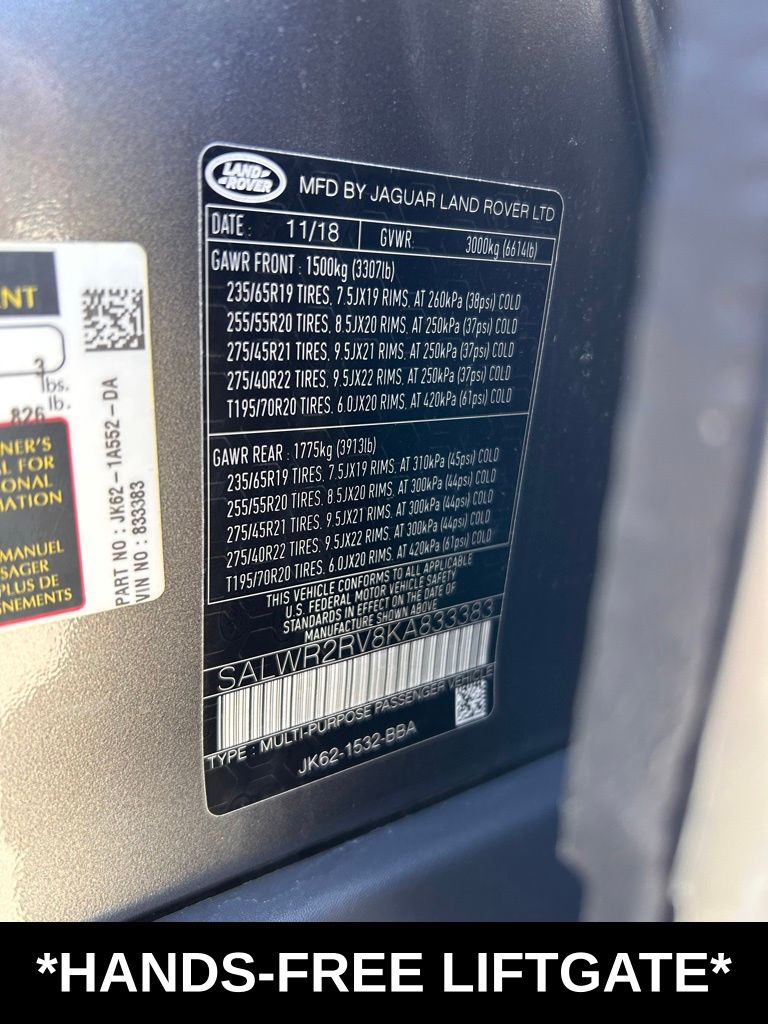 LAND
ROVER
MFD BY JAGUAR LAND ROVER LTD
DATE : 11/18 GVWR: 3000kg (6614lb)
GAWR FRONT : 1500kg (3307lb)
235/65R19 TIRES, 7.5JX19 RIMS, AT 260kPa (38psi) COLD
255/55R20 TIRES, 8.5JX20 RIMS, AT 250kPa (37psi) COLD
275/45R21 TIRES, 9.5JX21 RIMS, AT 250kPa (37psi) COLD
275/40R22 TIRES, 9.5JX22 RIMS, AT 250kPa (37psi) COLD
T195/70R20 TIRES, 6.0JX20 RIMS, AT 420kPa (61psi) COLD
GAWR REAR : 1775kg (3913lb)
235/65R19 TIRES, 7.5JX19 RIMS, AT 310kPa (45psi) COLD
255/55R20 TIRES, 8.5JX20 RIMS, AT 300kPa (44psi) COLD
275/45R21 TIRES, 9.5JX21 RIMS, AT 300kPa (44psi) COLD
275/40R22 TIRES, 9.5JX22 RIMS, AT 300kPa (44psi) COLD
T195/70R20 TIRES, 6.0JX20 RIMS, AT 420kPa (61psi) COLD
THIS VEHICLE CONFORMS TO ALL APPLICABLE
U.S. FEDERAL MOTOR VEHICLE SAFETY
STANDARDS IN EFFECT ON THE DATE OF
MANUFACTURE SHOWN ABOVE
SALWR2RV8KA833383
TYPE : MULTI-PURPOSE PASSENGER VEHICLE
JK62-1532-BBA
3
lbs.
826 lb.
NER'S
FOR
ONAL
MATION
MANUEL
SAGER
PLUS DE
GNEMENTS
PART NO : JK62-1A552-DA
VIN NO : 833383
*HANDS-FREE LIFTGATE*